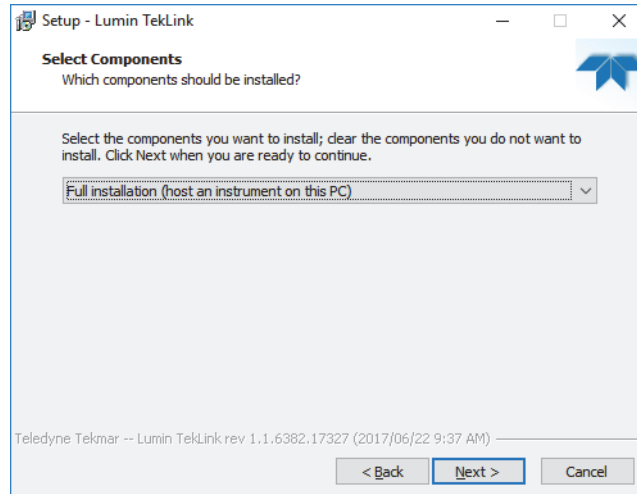 Setup - Lumin TekLink
Select Components
Which components should be installed?
Select the components you want to install; clear the components you do not want to
install. Click Next when you are ready to continue.
Full installation (host an instrument on this PC)
Teledyne Tekmar -- Lumin TekLink rev 1.1.6382.17327 (2017/06/22 9:37 AM)
< Back
Next >
Cancel